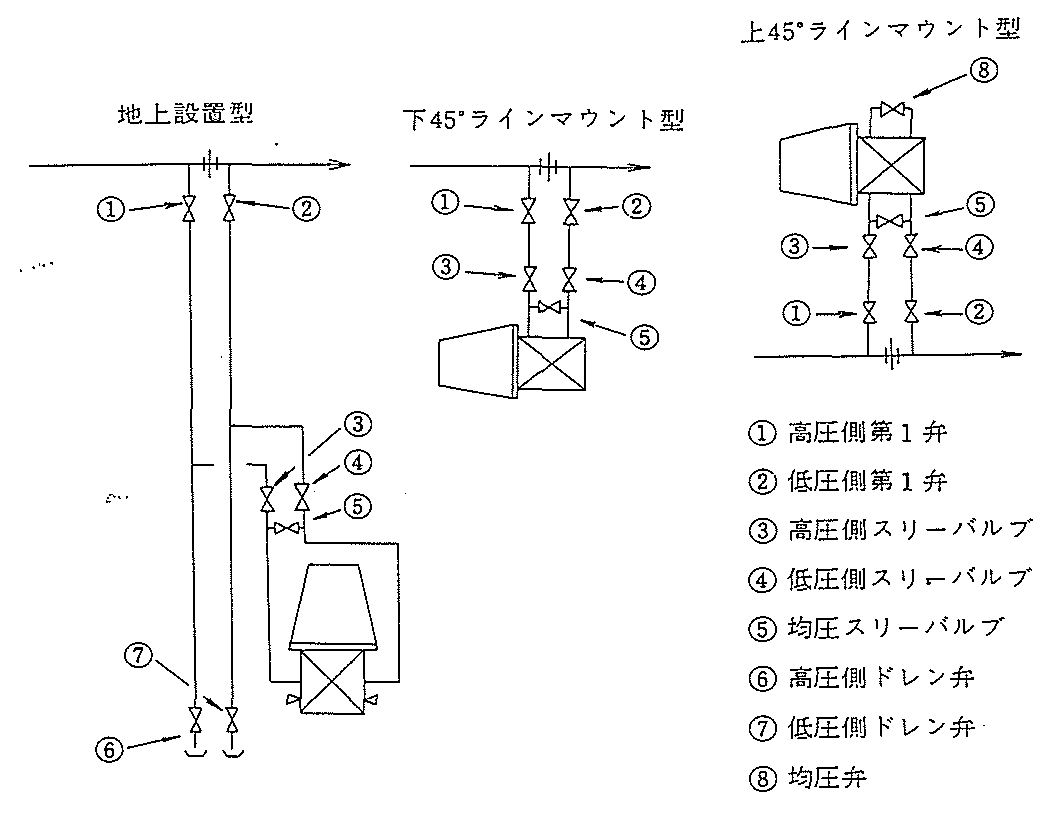 上45°ラインマウント型
⑧
地上設置型
下45°ラインマウント型
① ②
① ②
③ ④
⑤
⑤
③ ④
① ②
③
④
⑤
⑦
⑥
① 高圧側第1弁
② 低圧側第1弁
③ 高圧側スリーバルブ
④ 低圧側スリーバルブ
⑤ 均圧スリーバルブ
⑥ 高圧側ドレン弁
⑦ 低圧側ドレン弁
⑧ 均圧弁